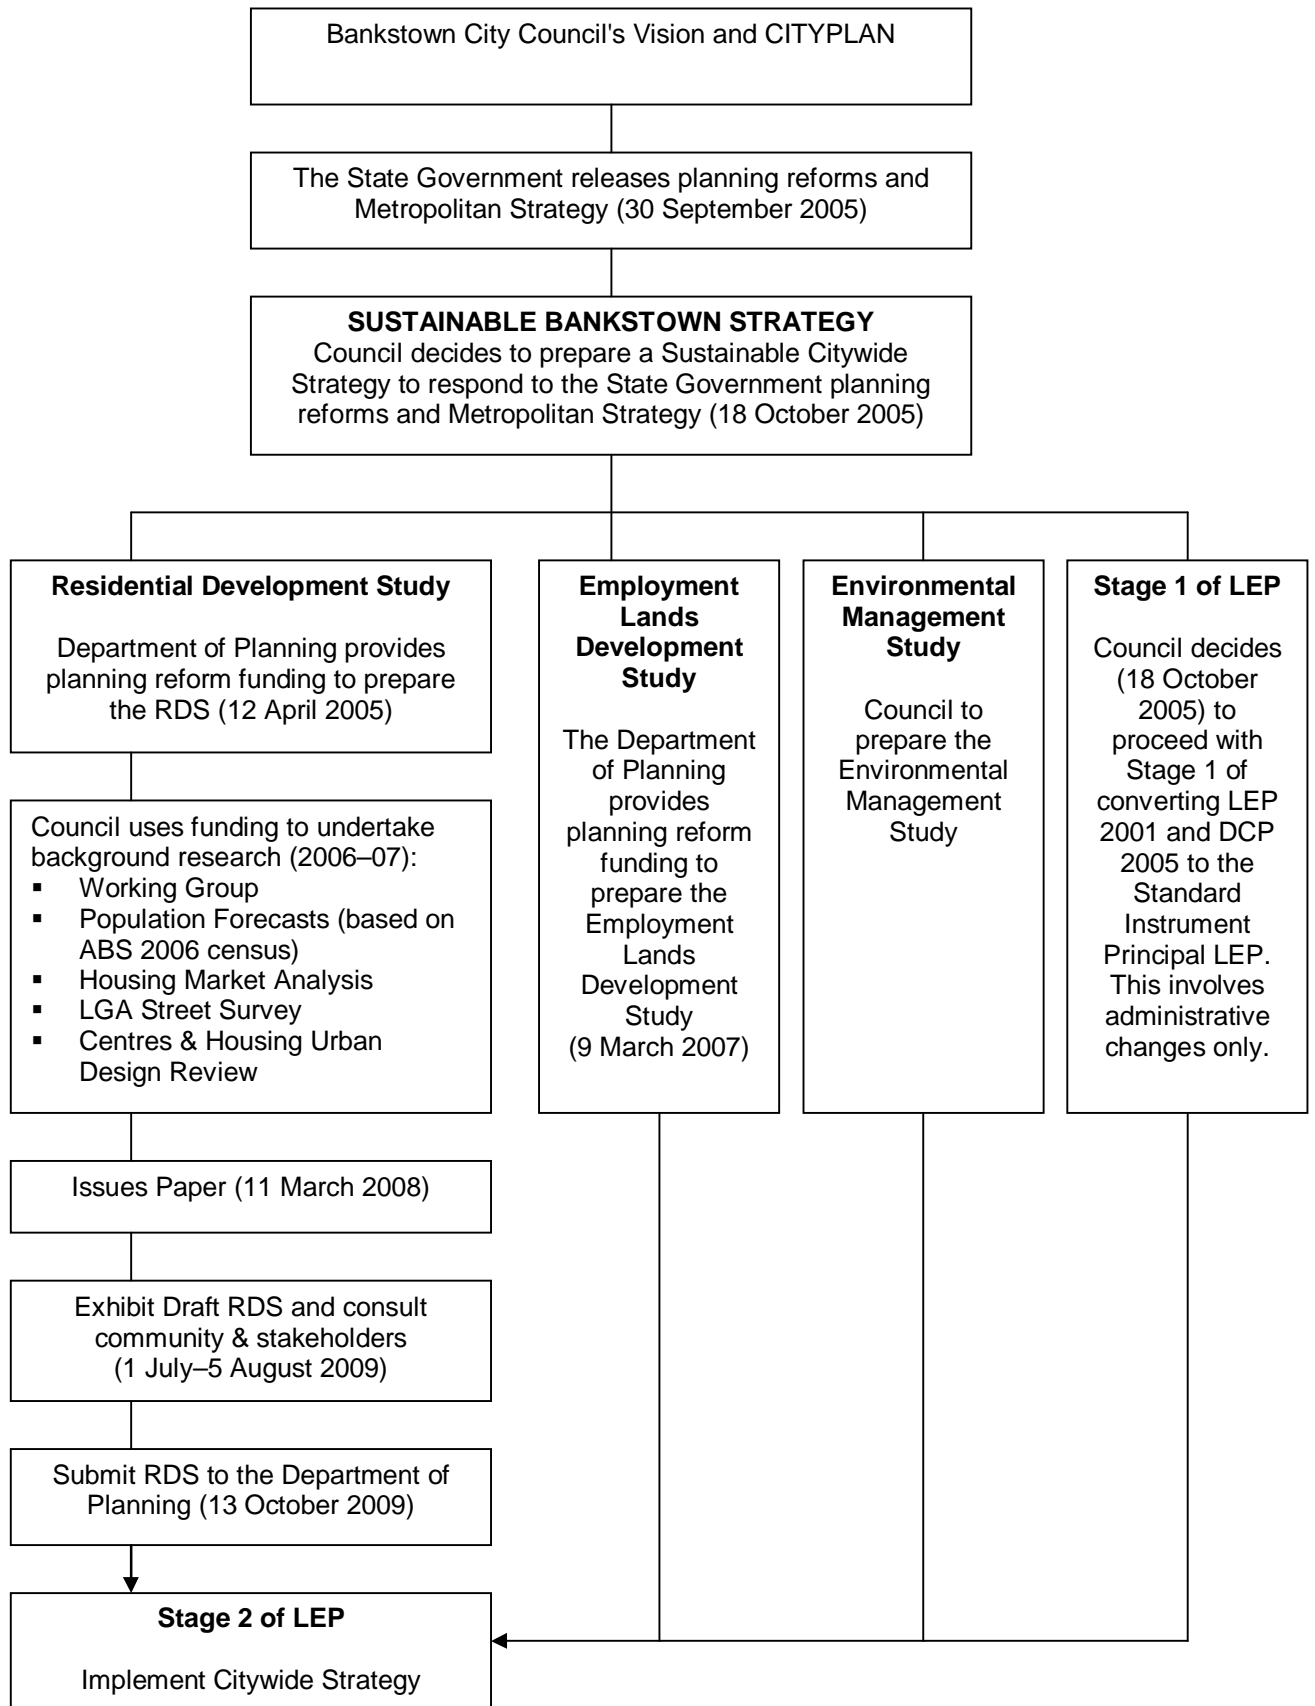 Bankstown City Council's Vision and CITYPLAN
The State Government releases planning reforms and
Metropolitan Strategy (30 September 2005)
SUSTAINABLE BANKSTOWN STRATEGY
Council decides to prepare a Sustainable Citywide
Strategy to respond to the State Government planning
reforms and Metropolitan Strategy (18 October 2005)
Residential Development Study
Department of Planning provides
planning reform funding to prepare
the RDS (12 April 2005)
Council uses funding to undertake
background research (2006–07):
▪ Working Group
▪ Population Forecasts (based on
ABS 2006 census)
▪ Housing Market Analysis
▪ LGA Street Survey
▪ Centres & Housing Urban
Design Review
Issues Paper (11 March 2008)
Exhibit Draft RDS and consult
community & stakeholders
(1 July–5 August 2009)
Submit RDS to the Department of
Planning (13 October 2009)
Employment
Lands
Development
Study
The Department
of Planning
provides
planning reform
funding to
prepare the
Employment
Lands
Development
Study
(9 March 2007)
Environmental
Management
Study
Council to
prepare the
Environmental
Management
Study
Stage 1 of LEP
Council decides
(18 October
2005) to
proceed with
Stage 1 of
converting LEP
2001 and DCP
2005 to the
Standard
Instrument
Principal LEP.
This involves
administrative
changes only.
Stage 2 of LEP
Implement Citywide Strategy